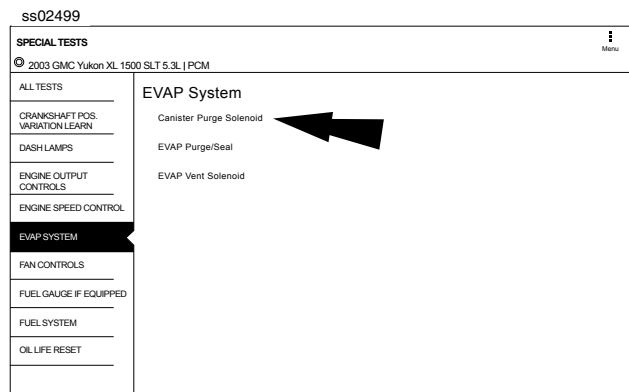 ss02499
SPECIAL TESTS
Menu
2003 GMC Yukon XL 1500 SLT 5.3L | PCM
ALL TESTS
CRANKSHAFT POS.
VARIATION LEARN
DASH LAMPS
ENGINE OUTPUT
CONTROLS
ENGINE SPEED CONTROL
EVAP SYSTEM
FAN CONTROLS
FUEL GAUGE IF EQUIPPED
FUEL SYSTEM
OIL LIFE RESET
EVAP System
Canister Purge Solenoid
EVAP Purge/Seal
EVAP Vent Solenoid